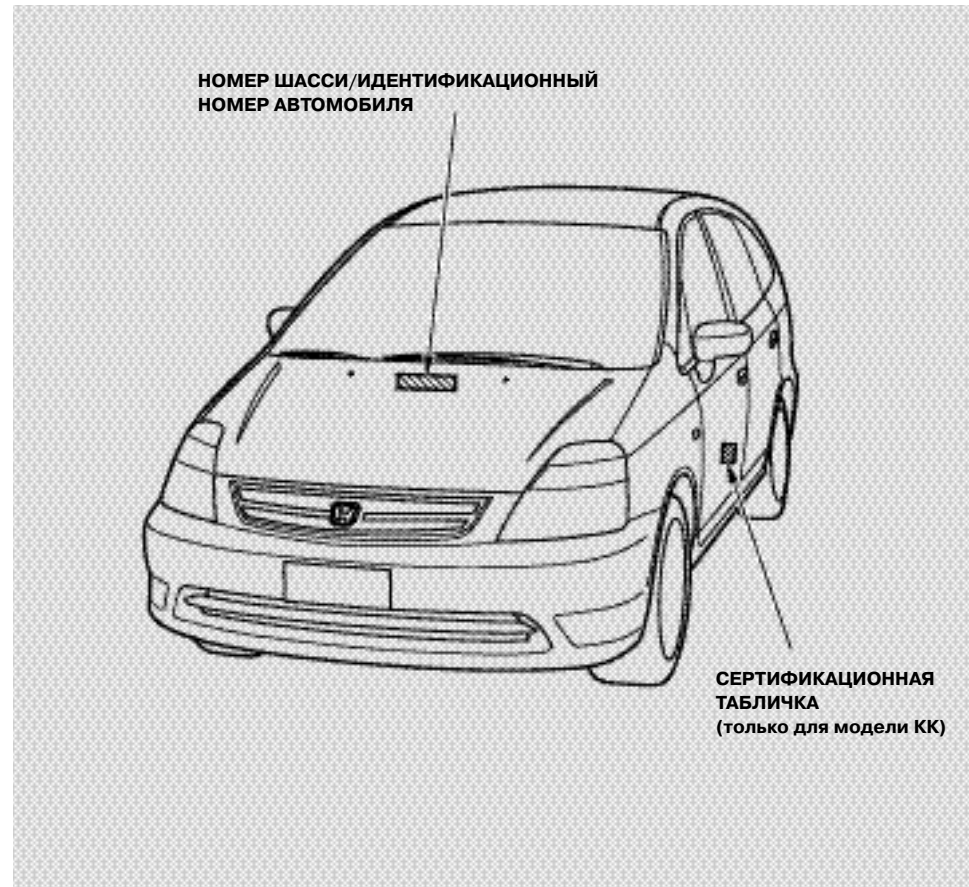 НОМЕР ШАССИ/ИДЕНТИФИКАЦИОННЫЙ
НОМЕР АВТОМОБИЛЯ
СЕРТИФИКАЦИОННАЯ
ТАБЛИЧКА
(только для модели КК)